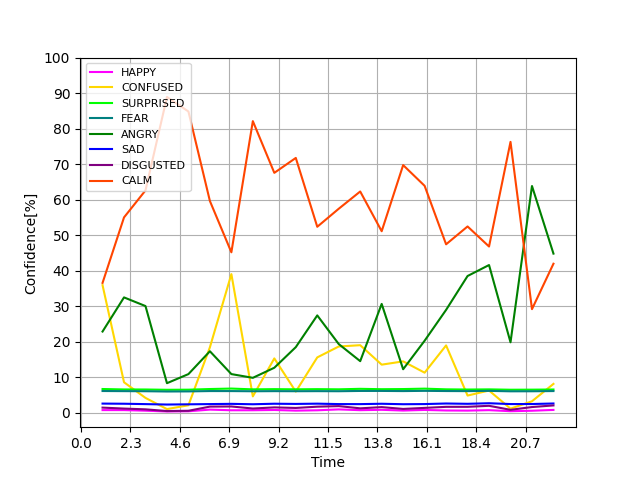 100
90
80
70
60
50
40
30
20
10
0
Confidence[%]
HAPPY
CONFUSED
SURPRISED
FEAR
ANGRY
SAD
DISGUSTED
CALM
0.0 2.3 4.6 6.9 9.2 11.5 13.8 16.1 18.4 20.7
Time